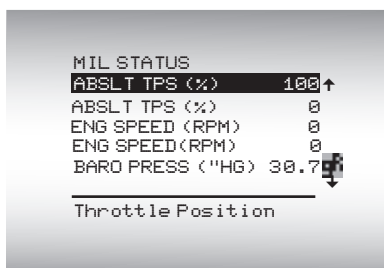 MIL STATUS
ABSLT TPS (%) 100
ABSLT TPS (%) 0
ENG SPEED (RPM) 0
ENG SPEED(RPM) 0
BARO PRESS ("HG) 30.7
Throttle Position